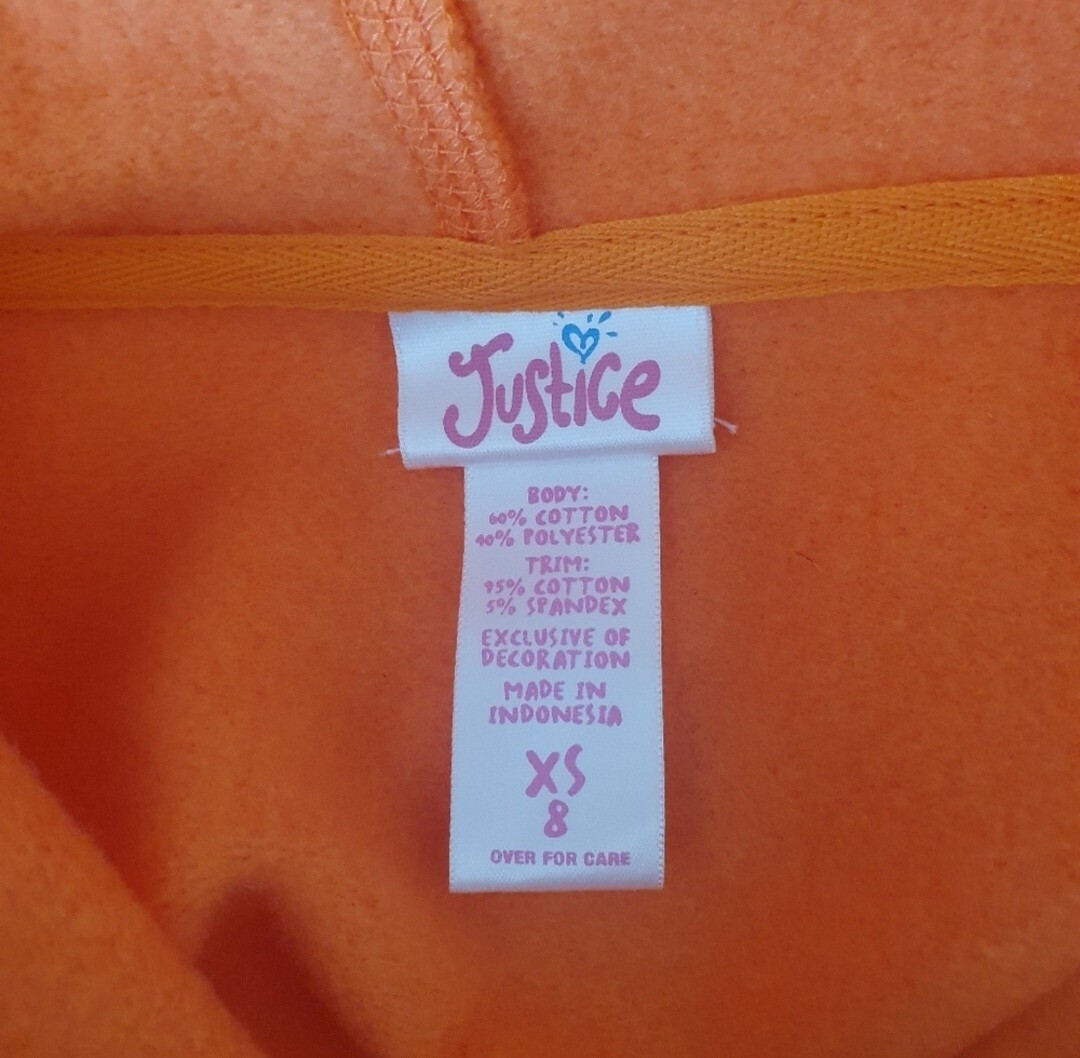 Justice
BODY:
60% COTTON
40% POLYESTER
TRIM:
95% COTTON
5% SPANDEX
EXCLUSIVE OF
DECORATION
MADE IN
INDONESIA
XS
8
OVER FOR CARE